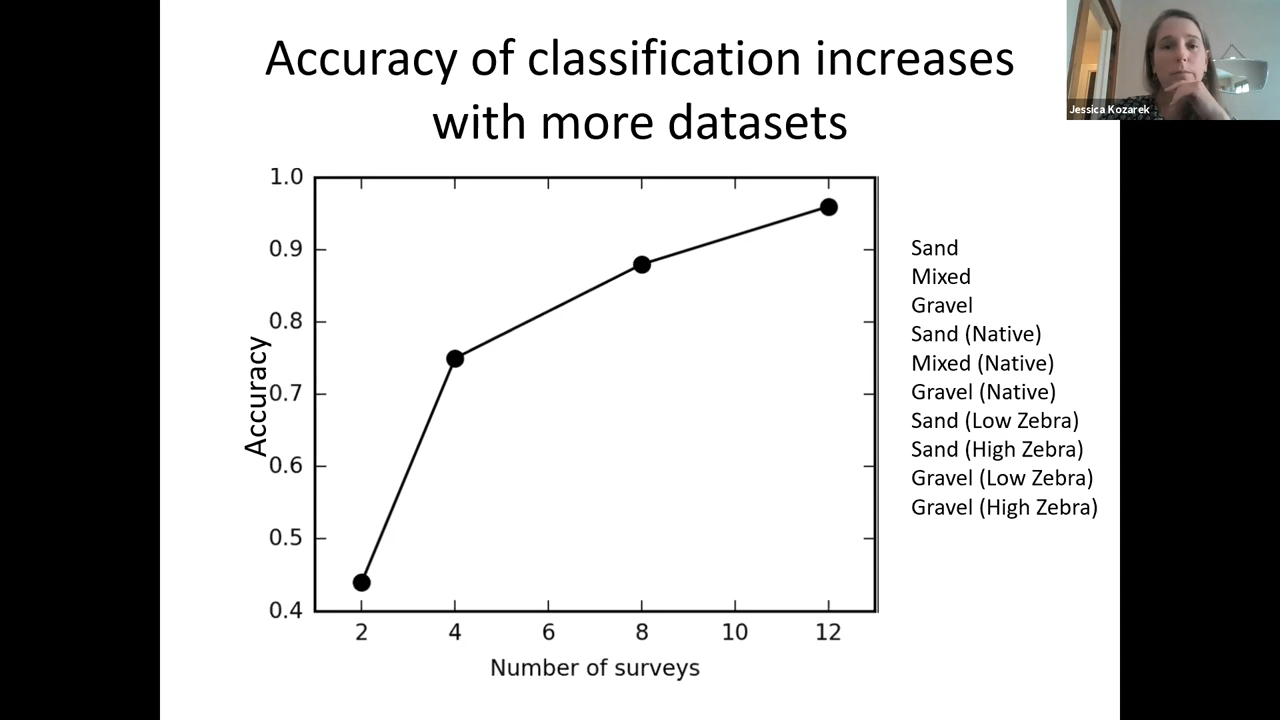 Accuracy of classification increases
with more datasets
Jessica Kozarek
1.0
0.9
0.8
0.7
0.6
0.5
0.4
Accuracy
2 4 6 8 10 12
Number of surveys
Sand
Mixed
Gravel
Sand (Native)
Mixed (Native)
Gravel (Native)
Sand (Low Zebra)
Sand (High Zebra)
Gravel (Low Zebra)
Gravel (High Zebra)